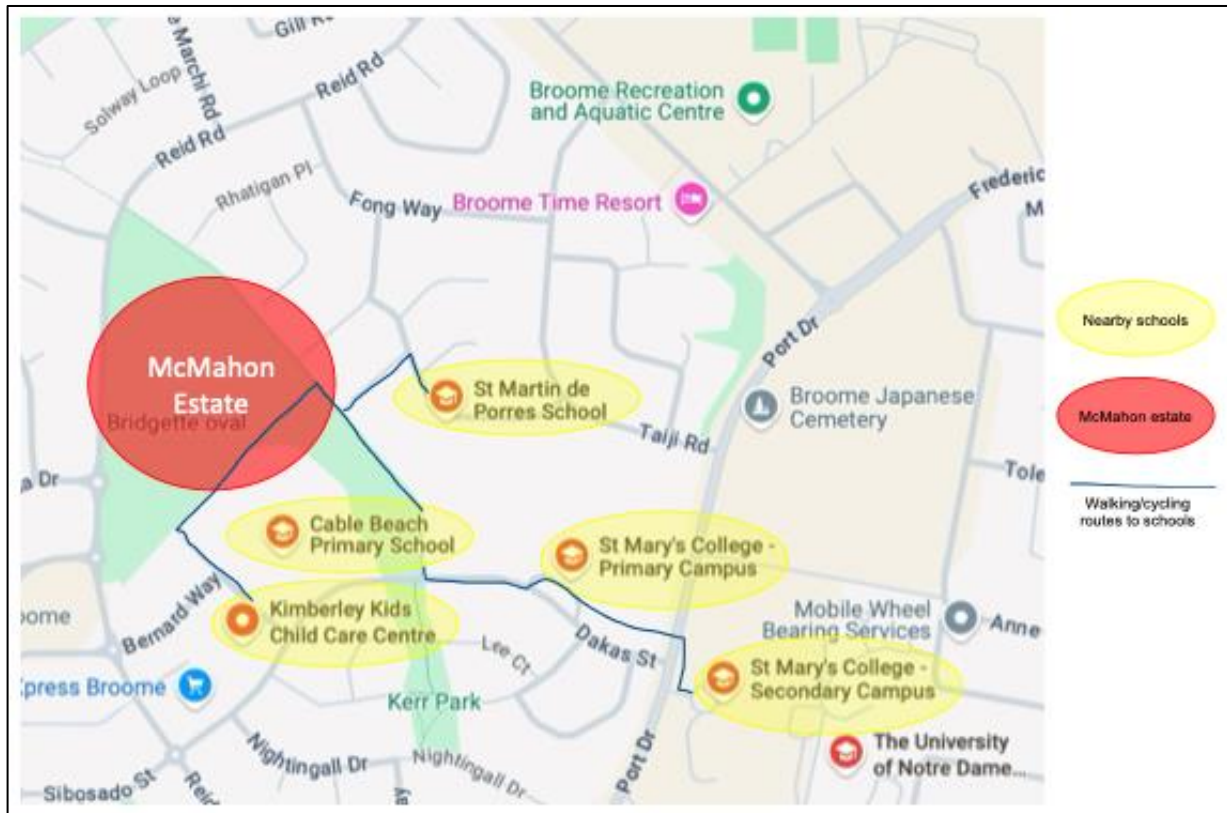 Gill R
e Marchi Rd
Solway Loop
Reid Rd
Reid Rd
Rhatigan Pl
Fong Way
Broome Recreation
and Aquatic Centre
Broome Time Resort
Frederic
M
Port Dr
McMahon
Estate
Bridgette oval
St Martin de
Porres School
Broome Japanese
Cemetery
Taiji Rd
Tole
a Dr
Cable Beach
Primary School
St Mary's College -
Primary Campus
Bernard Way
Kimberley Kids
Child Care Centre
Lee Ct
Dakas St
Mobile Wheel
Bearing Services
Anne
oome
xpress Broome
Kerr Park
St Mary's College -
Secondary Campus
Nightingall Dr
Nightingall Dr
Port Dr
The University
of Notre Dame...
Sibosado St
Reid
ay
Nearby schools
McMahon estate
Walking/cycling
routes to schools